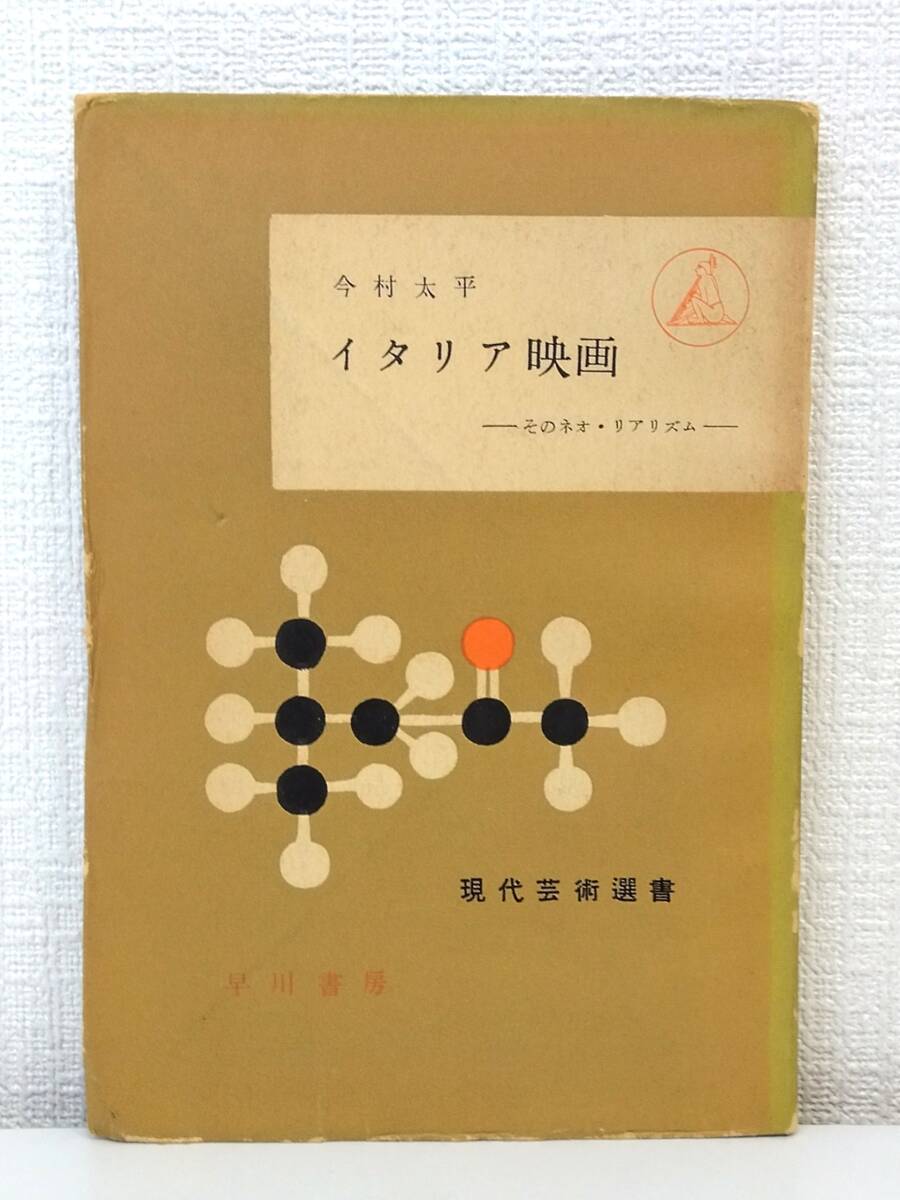 今村太平
イタリア映画
──そのネオ・リアリズム──
現代芸術選書
早川書房